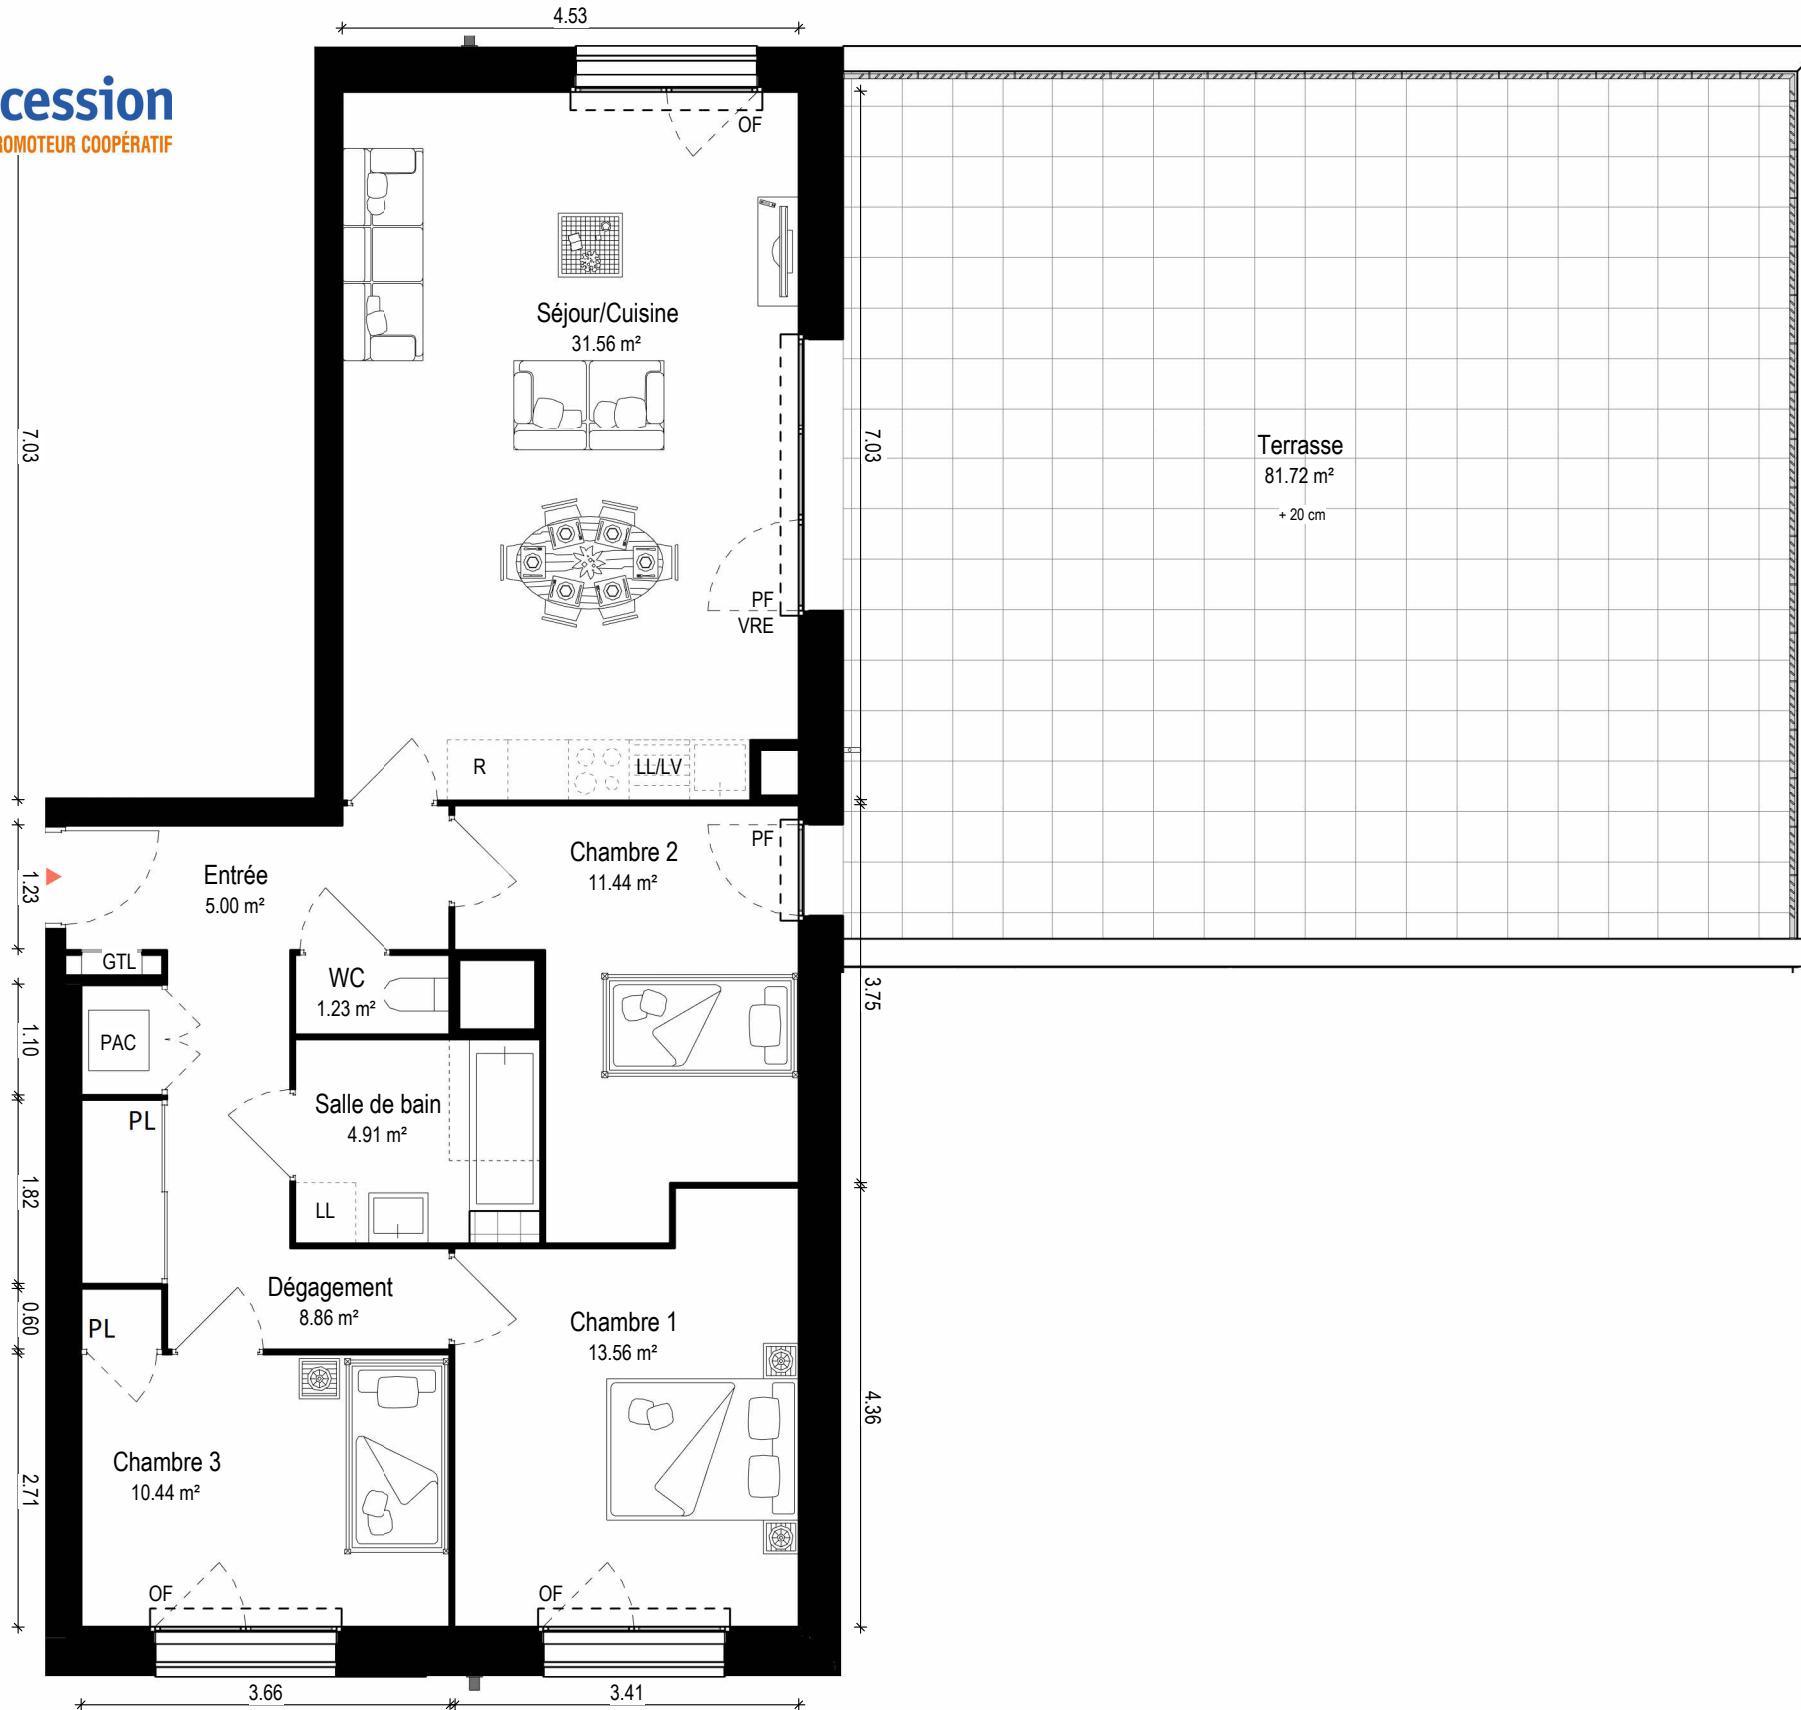 4.53
cession
ROMOTEUR COOPÉRATIF
OF
Séjour/Cuisine
31.56 m²
7.03
7.03
Terrasse
81.72 m²
+ 20 cm
PF
VRE
R
LL/LV
PF
Chambre 2
11.44 m²
Entrée
5.00 m²
1.23
GTL
WC
1.23 m²
3.75
1.10
PAC
PL
Salle de bain
4.91 m²
1.82
LL
Dégagement
8.86 m²
0.60
PL
Chambre 1
13.56 m²
4.36
Chambre 3
10.44 m²
2.71
OF
OF
3.66
3.41